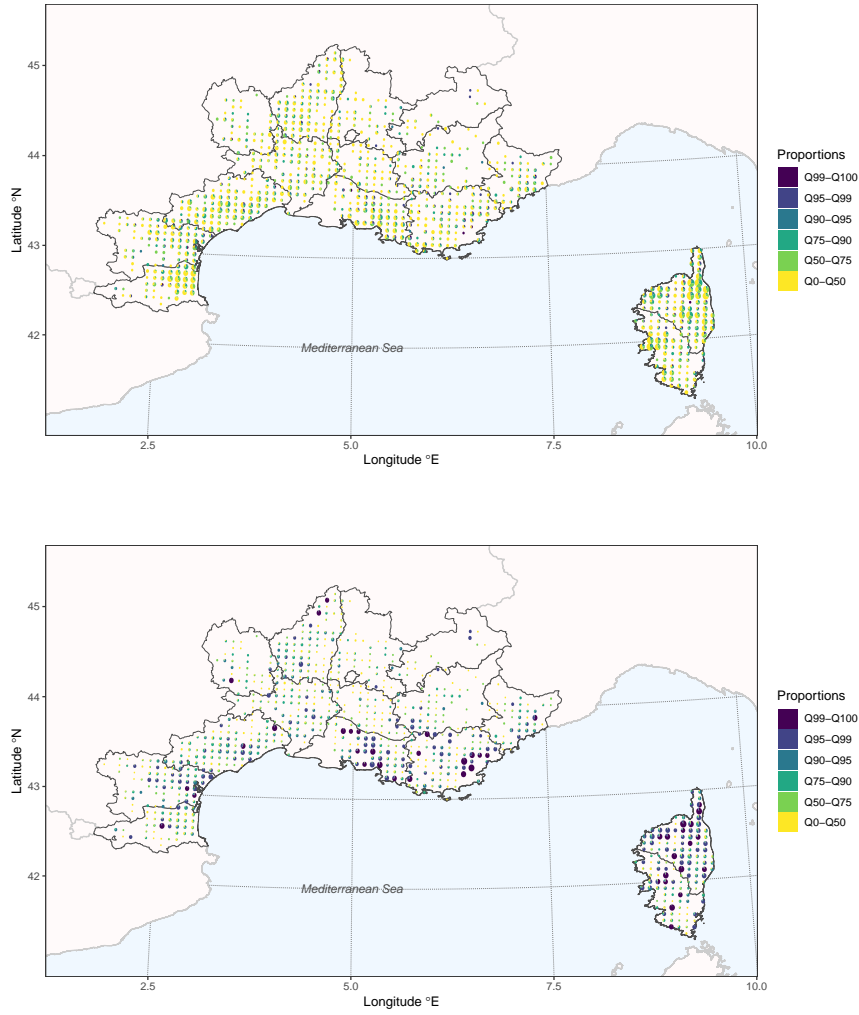 45
44
43
42
Latitude °N
Mediterranean Sea
2.5
5.0
7.5
10.0
Longitude °E
Proportions
Q99−Q100
Q95−Q99
Q90−Q95
Q75−Q90
Q50−Q75
Q0−Q50
45
44
43
42
Latitude °N
Mediterranean Sea
2.5
5.0
7.5
10.0
Longitude °E
Proportions
Q99−Q100
Q95−Q99
Q90−Q95
Q75−Q90
Q50−Q75
Q0−Q50